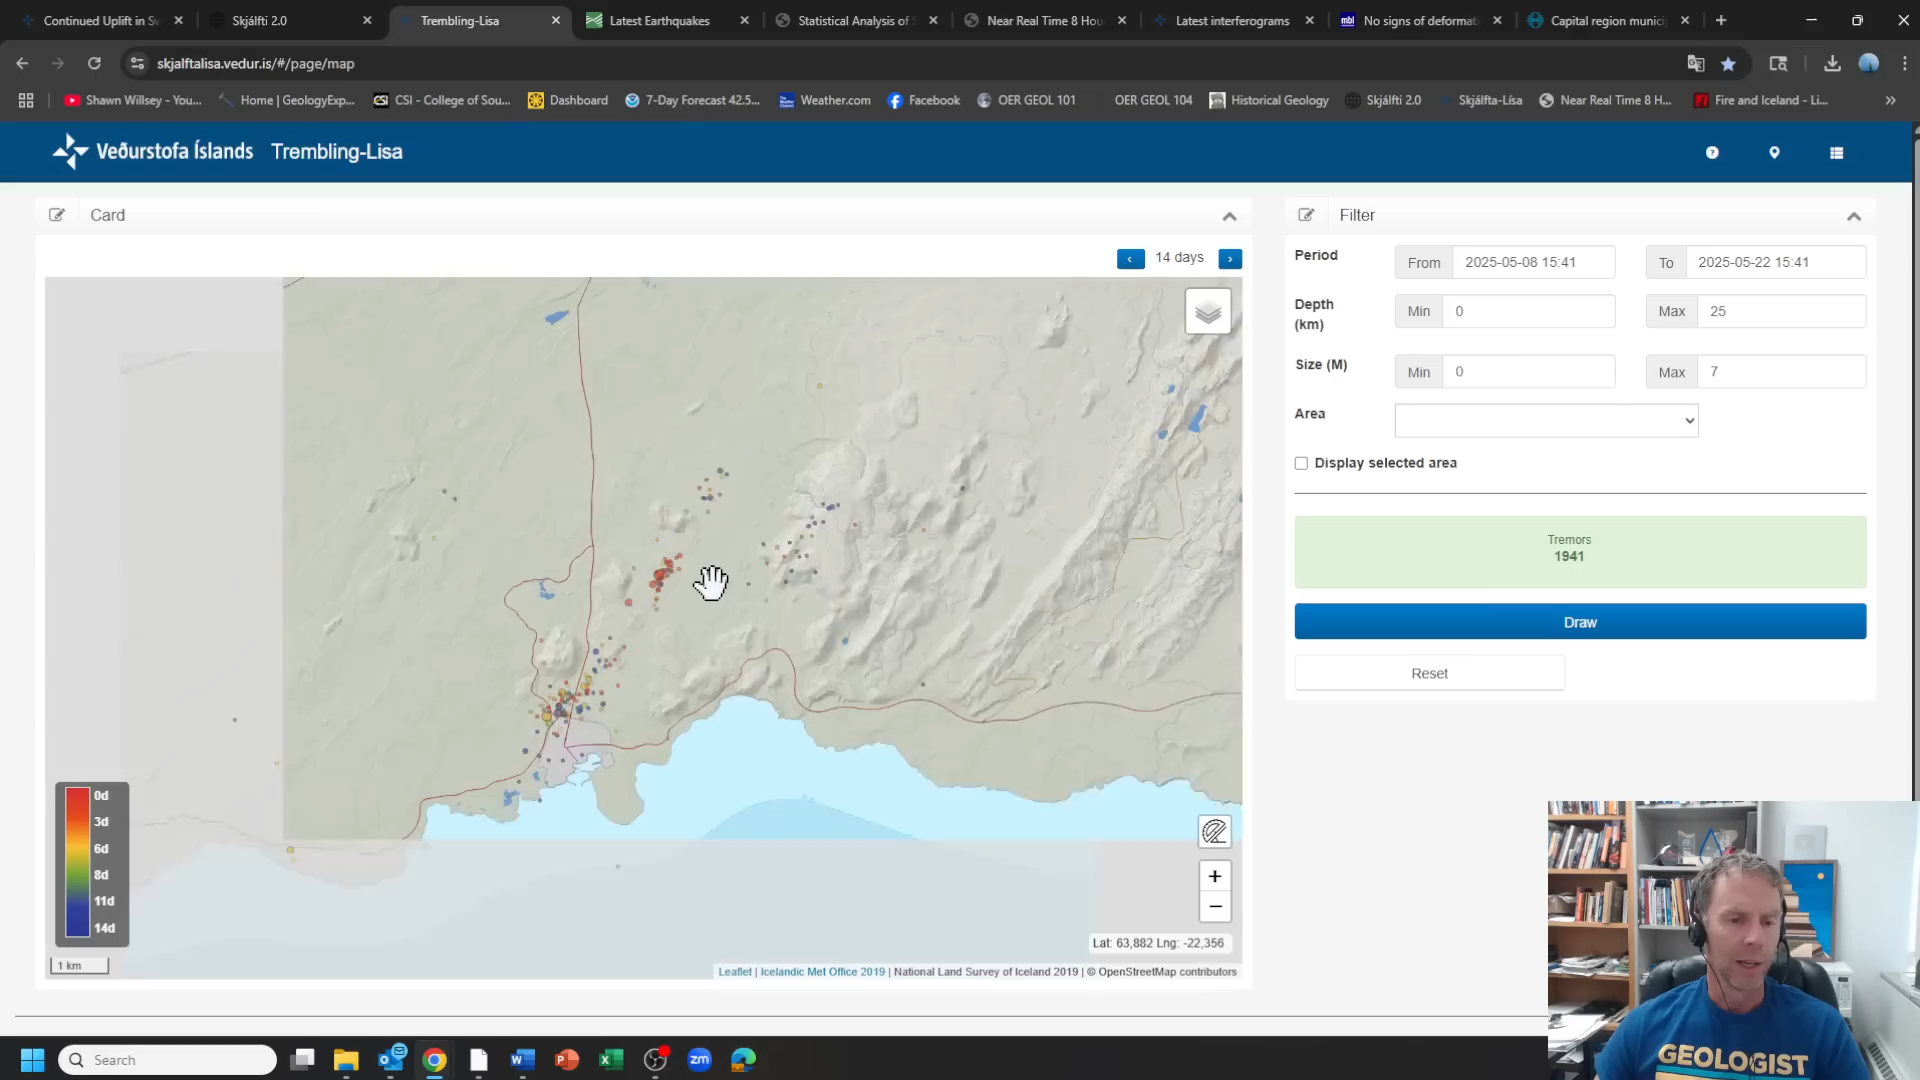 Continued Uplift in Sv
Skjálfti 2.0
Trembling-Lisa
Latest Earthquakes
Statistical Analysis of S
Near Real Time 8 Hou
Latest interferograms
mbl No signs of deformati
Capital region munici
skjalftalisa.vedur.is/#/page/map
Shawn Willsey - You...
Home | GeologyExp...
CSI - College of Sou...
Dashboard
7-Day Forecast 42.5...
Weather.com
Facebook
OER GEOL 101
OER GEOL 104
Historical Geology
Skjálfti 2.0
Skjálfta-Lísa
Near Real Time 8 H...
Fire and Iceland - Li...
Veðurstofa Íslands Trembling-Lisa
Card
14 days
Filter
Period From 2025-05-08 15:41 To 2025-05-22 15:41
Depth
(km) Min 0 Max 25
Size (M) Min 0 Max 7
Area
Display selected area
Tremors
1941
Draw
Reset
0d
3d
6d
8d
11d
14d
1 km
+
−
Lat: 63,882 Lng: -22,356
Leaflet | Icelandic Met Office 2019 | National Land Survey of Iceland 2019 | © OpenStreetMap contributors
GEOLOGIST
Search